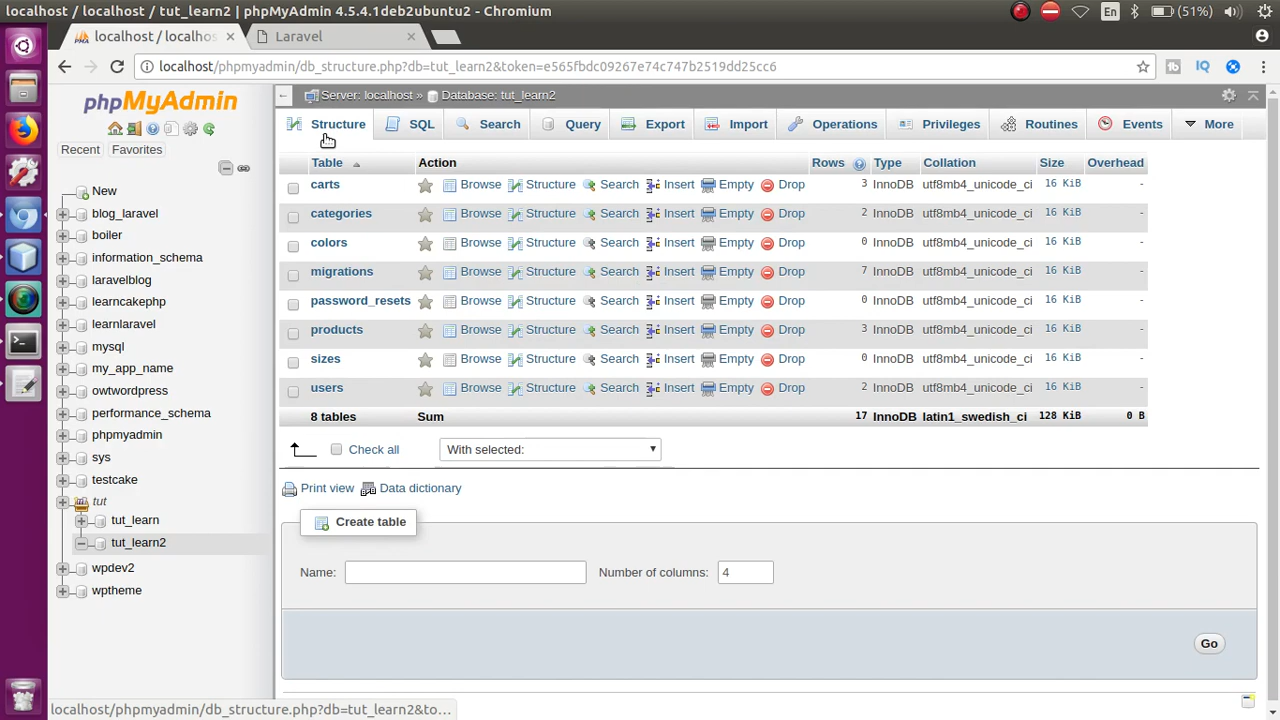 localhost / localhost / tut_learn2 | phpMyAdmin 4.5.4.1deb2ubuntu2 - Chromium
En
(51%)
localhost / localhos
Laravel
localhost/phpmyadmin/db_structure.php?db=tut_learn2&token=e565fbdc09267e74c747b2519dd25cc6
phpMyAdmin
Recent
Favorites
New
blog_laravel
boiler
information_schema
laravelblog
learncakephp
learnlaravel
mysql
my_app_name
owtwordpress
performance_schema
phpmyadmin
sys
testcake
tut
tut_learn
tut_learn2
wpdev2
wptheme
Server: localhost » Database: tut_learn2
Structure SQL Search Query Export Import Operations Privileges Routines Events More
Table Action Rows Type Collation Size Overhead
carts Browse Structure Search Insert Empty Drop 3 InnoDB utf8mb4_unicode_ci 16 KiB -
categories Browse Structure Search Insert Empty Drop 2 InnoDB utf8mb4_unicode_ci 16 KiB -
colors Browse Structure Search Insert Empty Drop 0 InnoDB utf8mb4_unicode_ci 16 KiB -
migrations Browse Structure Search Insert Empty Drop 7 InnoDB utf8mb4_unicode_ci 16 KiB -
password_resets Browse Structure Search Insert Empty Drop 0 InnoDB utf8mb4_unicode_ci 16 KiB -
products Browse Structure Search Insert Empty Drop 3 InnoDB utf8mb4_unicode_ci 16 KiB -
sizes Browse Structure Search Insert Empty Drop 0 InnoDB utf8mb4_unicode_ci 16 KiB -
users Browse Structure Search Insert Empty Drop 2 InnoDB utf8mb4_unicode_ci 16 KiB -
8 tables Sum 17 InnoDB latin1_swedish_ci 128 KiB 0 B
Check all With selected:
Print view Data dictionary
Create table
Name: Number of columns: 4
Go
localhost/phpmyadmin/db_structure.php?db=tut_learn2&to...